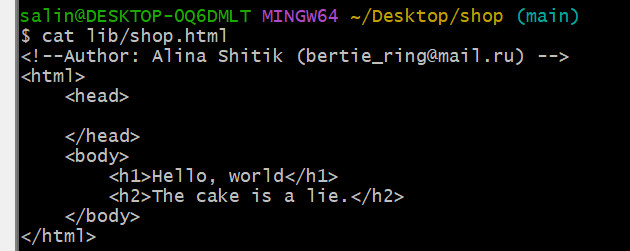 salin@DESKTOP-OQ6DMLT MINGW64 ~/Desktop/shop (main)
$ cat lib/shop.html
<!--Author: Alina Shitik (bertie_ring@mail.ru) -->
<html>
    <head>

    </head>
    <body>
        <h1>Hello, world</h1>
        <h2>The cake is a lie.</h2>
    </body>
</html>